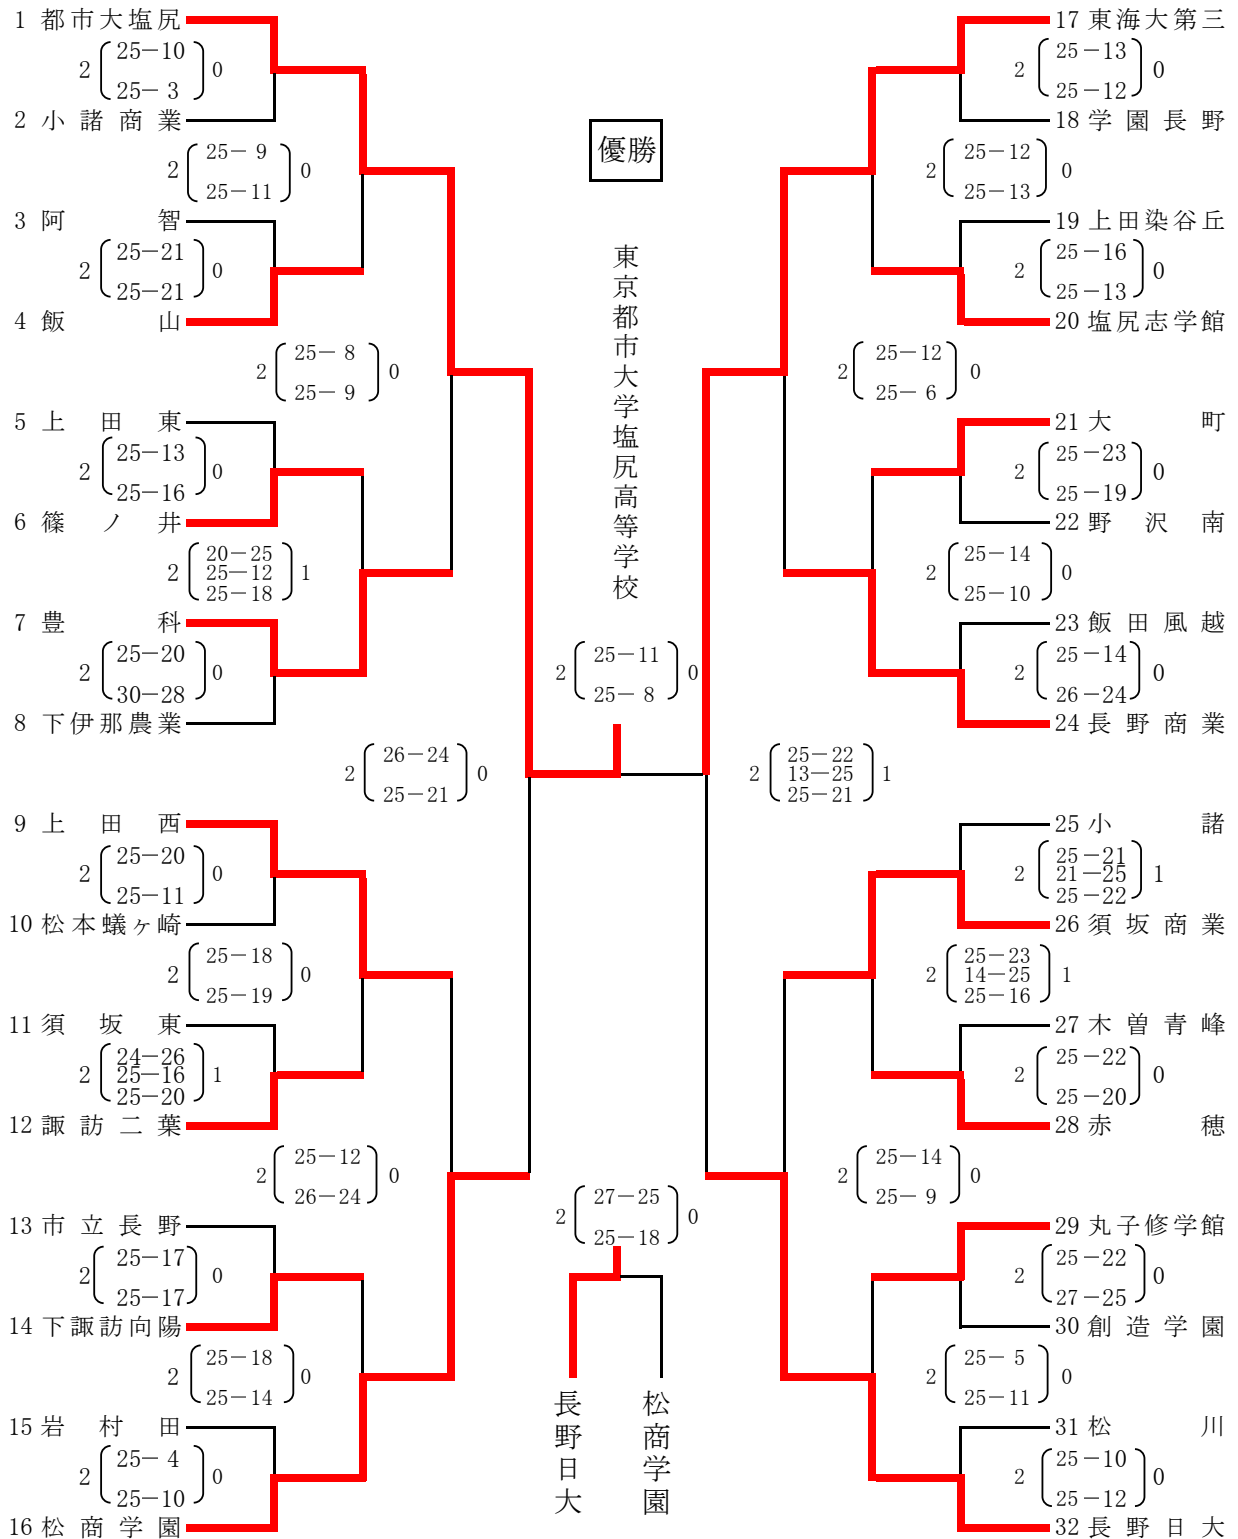 1 都市大塩尻
2 25－10 0
25－ 3
2 小諸商業
2 25－ 9 0
25－11
3 阿智
2 25－21 0
25－21
4 飯山
2 25－ 8 0
25－ 9
5 上田東
2 25－13 0
25－16
6 篠ノ井
20－25
2 25－12 1
25－18
7 豊科
2 25－20 0
30－28
8 下伊那農業
2 26－24 0
25－21
9 上田西
2 25－20 0
25－11
10 松本蟻ヶ崎
2 25－18 0
25－19
11 須坂東
24－26
2 25－16 1
25－20
12 諏訪二葉
2 25－12 0
26－24
13 市立長野
2 25－17 0
25－17
14 下諏訪向陽
2 25－18 0
25－14
15 岩村田
2 25－ 4 0
25－10
16 松商学園
優勝
東京都市大学塩尻高等学校
2 25－11 0
25－ 8
2 27－25 0
25－18
長野日大
松商学園
17 東海大第三
2 25－13 0
25－12
18 学園長野
2 25－12 0
25－13
19 上田染谷丘
2 25－16 0
25－13
20 塩尻志学館
2 25－12 0
25－ 6
21 大町
2 25－23 0
25－19
22 野沢南
2 25－14 0
25－10
23 飯田風越
2 25－14 0
26－24
24 長野商業
25－22
2 13－25 1
25－21
25 小諸
25－21
2 21－25 1
25－22
26 須坂商業
25－23
2 14－25 1
25－16
27 木曽青峰
2 25－22 0
25－20
28 赤穂
2 25－14 0
25－ 9
29 丸子修学館
2 25－22 0
27－25
30 創造学園
2 25－ 5 0
25－11
31 松川
2 25－10 0
25－12
32 長野日大